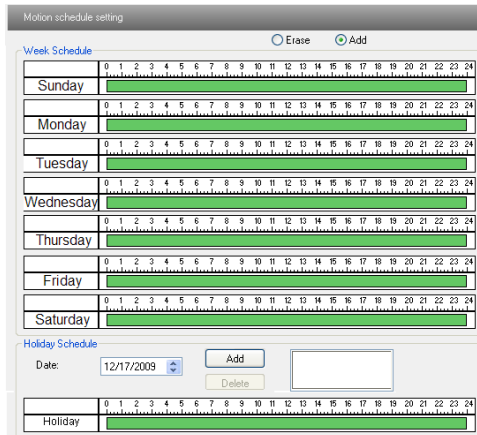 Motion schedule setting
Erase Add
Week Schedule
0 1 2 3 4 5 6 7 8 9 10 11 12 13 14 15 16 17 18 19 20 21 22 23 24
Sunday
0 1 2 3 4 5 6 7 8 9 10 11 12 13 14 15 16 17 18 19 20 21 22 23 24
Monday
0 1 2 3 4 5 6 7 8 9 10 11 12 13 14 15 16 17 18 19 20 21 22 23 24
Tuesday
0 1 2 3 4 5 6 7 8 9 10 11 12 13 14 15 16 17 18 19 20 21 22 23 24
Wednesday
0 1 2 3 4 5 6 7 8 9 10 11 12 13 14 15 16 17 18 19 20 21 22 23 24
Thursday
0 1 2 3 4 5 6 7 8 9 10 11 12 13 14 15 16 17 18 19 20 21 22 23 24
Friday
0 1 2 3 4 5 6 7 8 9 10 11 12 13 14 15 16 17 18 19 20 21 22 23 24
Saturday
Holiday Schedule
Date: 12/17/2009 Add
Delete
0 1 2 3 4 5 6 7 8 9 10 11 12 13 14 15 16 17 18 19 20 21 22 23 24
Holiday